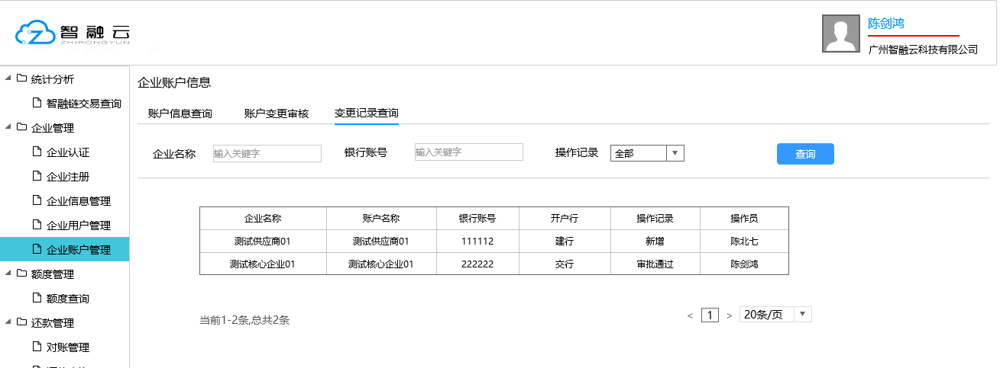 智融云
ZHIRONGYUN
陈剑鸿
广州智融云科技有限公司
统计分析
智融链交易查询
企业管理
企业认证
企业注册
企业信息管理
企业用户管理
企业账户管理
额度管理
额度查询
还款管理
对账管理
企业账户信息
账户信息查询 账户变更审核 变更记录查询
企业名称 输入关键字 银行账号 输入关键字 操作记录 全部 查询
企业名称 账户名称 银行账号 开户行 操作记录 操作员
测试供应商01 测试供应商01 111112 建行 新增 陈北七
测试核心企业01 测试核心企业01 222222 交行 审批通过 陈剑鸿
当前1-2条,总共2条 < 1 > 20条/页